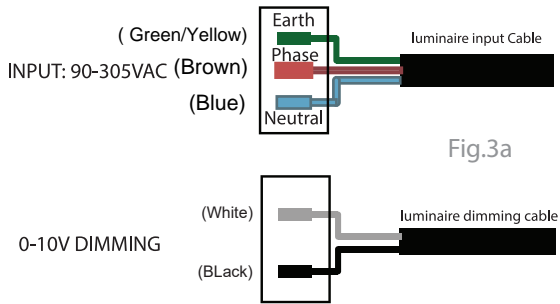 Earth
( Green/Yellow)
luminaire input Cable
Phase
INPUT: 90-305VAC (Brown)
(Blue)
Neutral
Fig.3a
(White)
luminaire dimming cable
0-10V DIMMING
(BLack)